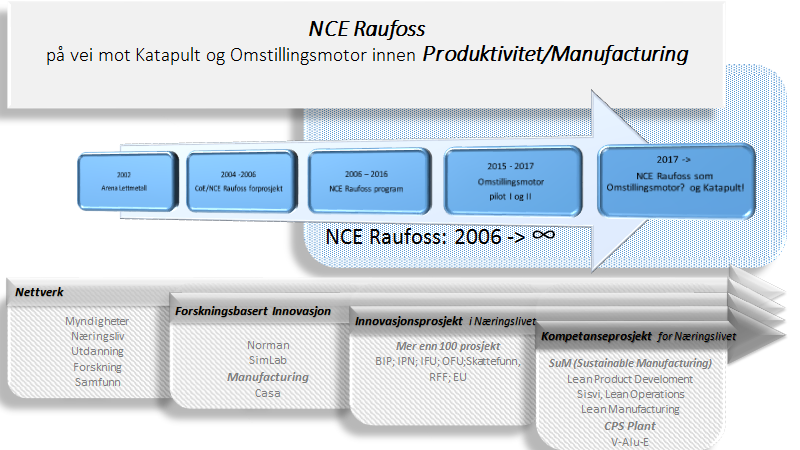 NCE Raufoss
på vei mot Katapult og Omstillingsmotor innen Produktivitet/Manufacturing
2002
Arena Lettmetall
2004 -2006
CoE/NCE Raufoss forprosjekt
2006 – 2016
NCE Raufoss program
2015 - 2017
Omstillingsmotor
pilot I og II
2017 ->
NCE Raufoss som
Omstillingsmotor? og Katapult!
NCE Raufoss: 2006 -> ∞
Nettverk
Myndigheter
Næringsliv
Utdanning
Forskning
Samfunn
Forskningsbasert Innovasjon
Norman
SimLab
Manufacturing
Casa
Innovasjonsprosjekt i Næringslivet
Mer enn 100 prosjekt
BIP; IPN; IFU; OFU;Skattefunn,
RFF; EU
Kompetanseprosjekt for Næringslivet
SuM (Sustainable Manufacturing)
Lean Product Develoment
Sisvi, Lean Operations
Lean Manufacturing
CPS Plant
V-Alu-E